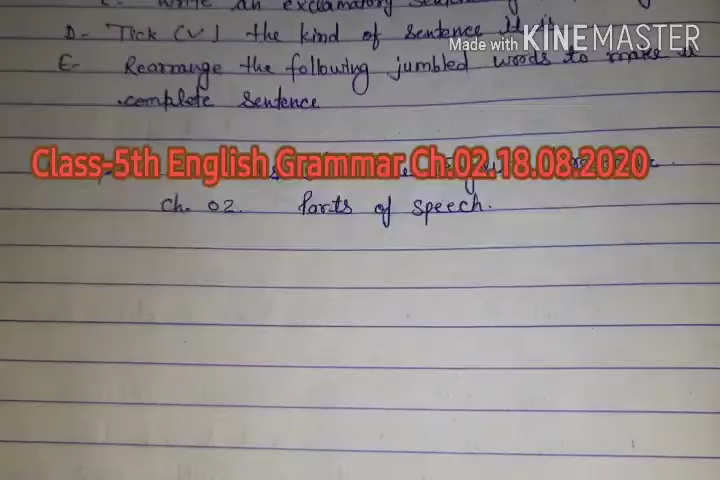 Write an exclamatory
D- Tick (✓) the kind of sentence
Made with KINEMASTER
E- Rearrange the following jumbled words to make a
complete sentence
Class-5th English Grammar Ch.02.18.08.2020
Ch. 02. Parts of speech.